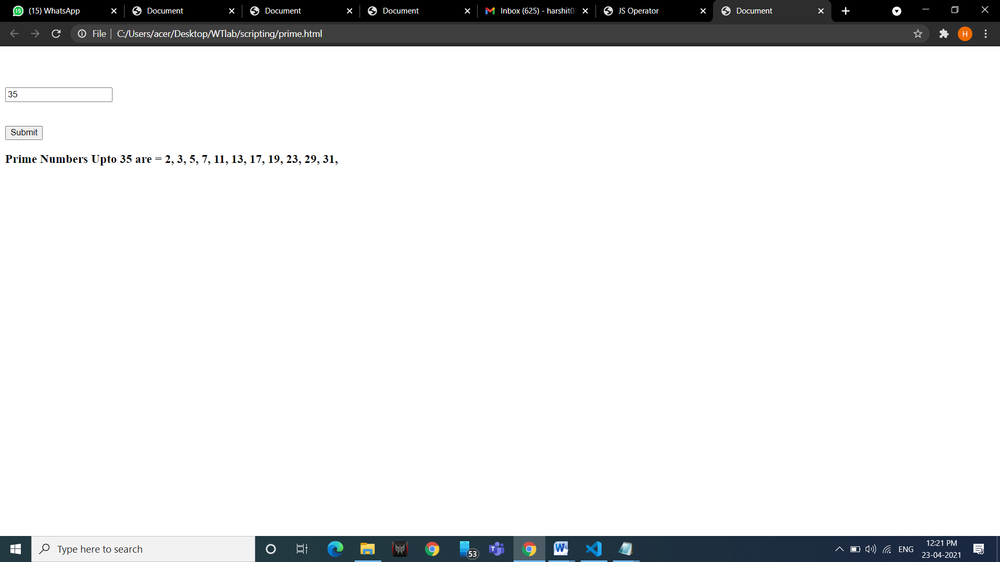 15 (15) WhatsApp
Document
Document
Document
Inbox (625) - harshit0
JS Operator
Document
File C:/Users/acer/Desktop/WTlab/scripting/prime.html
H
35
Submit
Prime Numbers Upto 35 are = 2, 3, 5, 7, 11, 13, 17, 19, 23, 29, 31,
Type here to search
53
T
W
ENG
12:21 PM
23-04-2021